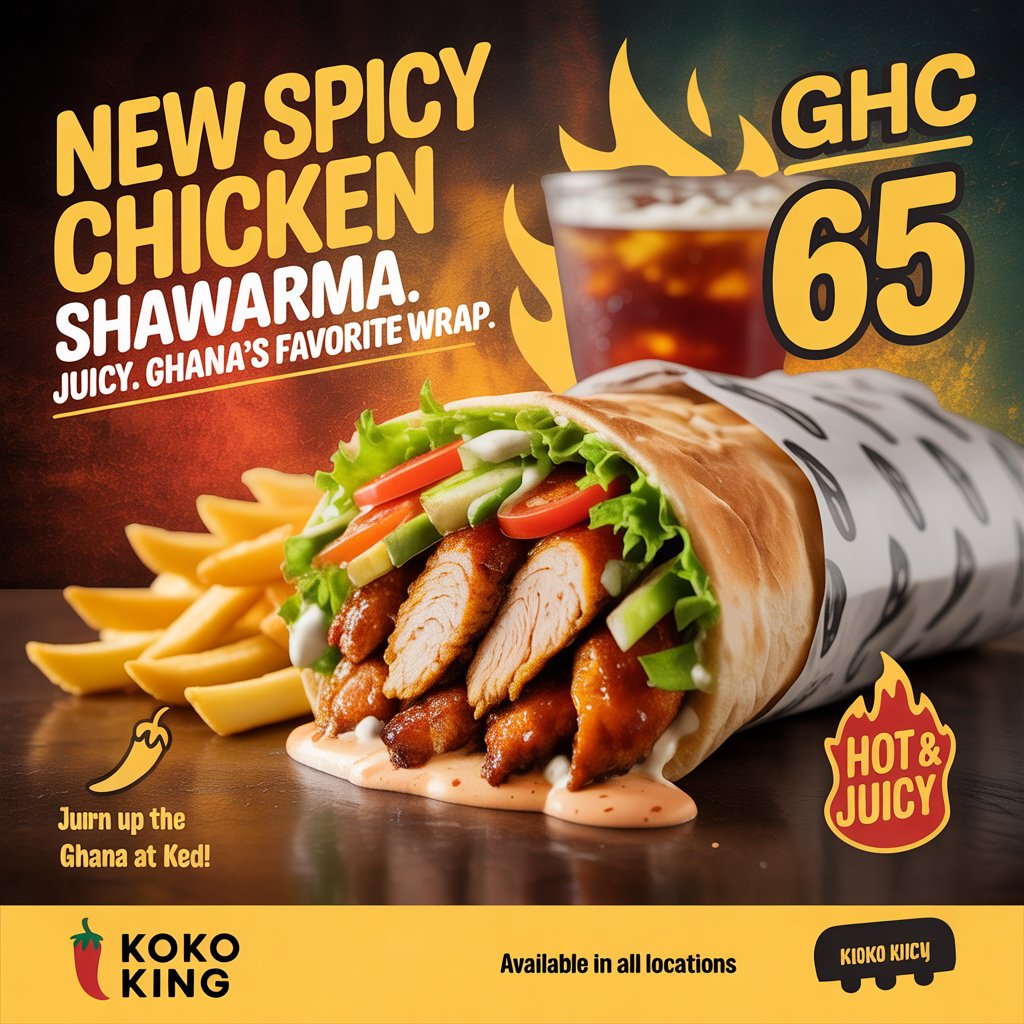 NEW SPICY
CHICKEN
SHAWARMA.
JUICY. GHANA'S FAVORITE WRAP.
GHC
65
HOT &
JUICY
Juırn up the
Ghana at Ked!
KOKO
KING
Available in all locations
KIOKO KIICY